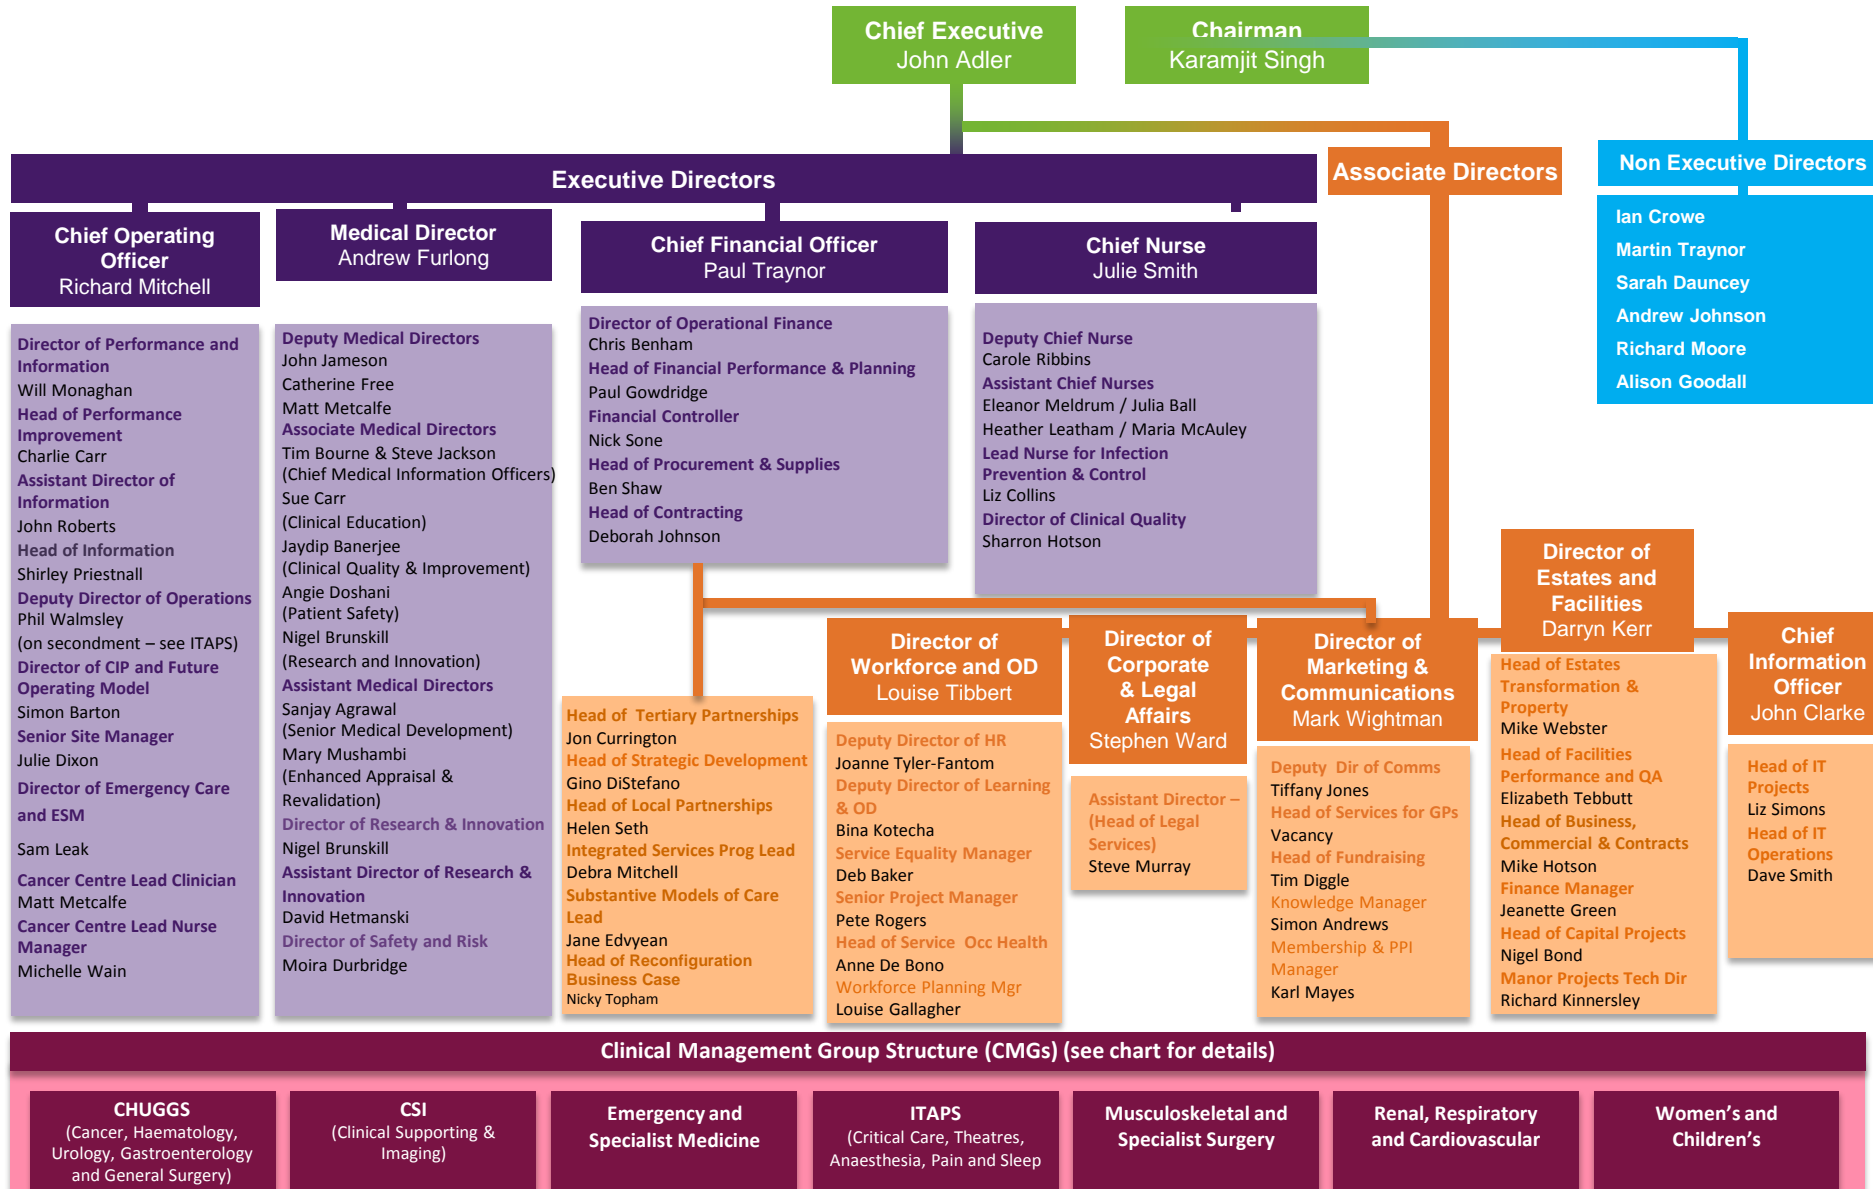 Chief Executive
John Adler
Chairman
Karamjit Singh
Executive Directors
Associate Directors
Non Executive Directors
Ian Crowe
Martin Traynor
Sarah Dauncey
Andrew Johnson
Richard Moore
Alison Goodall
Chief Operating
Officer
Richard Mitchell
Medical Director
Andrew Furlong
Chief Financial Officer
Paul Traynor
Chief Nurse
Julie Smith
Director of Performance and
Information
Will Monaghan
Head of Performance
Improvement
Charlie Carr
Assistant Director of
Information
John Roberts
Head of Information
Shirley Priestnall
Deputy Director of Operations
Phil Walmsley
(on secondment – see ITAPS)
Director of CIP and Future
Operating Model
Simon Barton
Senior Site Manager
Julie Dixon
Director of Emergency Care
and ESM
Sam Leak
Cancer Centre Lead Clinician
Matt Metcalfe
Cancer Centre Lead Nurse
Manager
Michelle Wain
Deputy Medical Directors
John Jameson
Catherine Free
Matt Metcalfe
Associate Medical Directors
Tim Bourne & Steve Jackson
(Chief Medical Information Officers)
Sue Carr
(Clinical Education)
Jaydip Banerjee
(Clinical Quality & Improvement)
Angie Doshani
(Patient Safety)
Nigel Brunskill
(Research and Innovation)
Assistant Medical Directors
Sanjay Agrawal
(Senior Medical Development)
Mary Mushambi
(Enhanced Appraisal &
Revalidation)
Director of Research & Innovation
Nigel Brunskill
Assistant Director of Research &
Innovation
David Hetmanski
Director of Safety and Risk
Moira Durbridge
Director of Operational Finance
Chris Benham
Head of Financial Performance & Planning
Paul Gowdridge
Financial Controller
Nick Sone
Head of Procurement & Supplies
Ben Shaw
Head of Contracting
Deborah Johnson
Deputy Chief Nurse
Carole Ribbins
Assistant Chief Nurses
Eleanor Meldrum / Julia Ball
Heather Leatham / Maria McAuley
Lead Nurse for Infection
Prevention & Control
Liz Collins
Director of Clinical Quality
Sharron Hotson
Head of  Tertiary Partnerships
Jon Currington
Head of Strategic Development
Gino DiStefano
Head of Local Partnerships
Helen Seth
Integrated Services Prog Lead
Debra Mitchell
Substantive Models of Care
Lead
Jane Edvyean
Head of Reconfiguration
Business Case
Nicky Topham
Director of
Workforce and OD
Louise Tibbert
Deputy Director of HR
Joanne Tyler-Fantom
Deputy Director of Learning
& OD
Bina Kotecha
Service Equality Manager
Deb Baker
Senior Project Manager
Pete Rogers
Head of Service  Occ Health
Anne De Bono
Workforce Planning Mgr
Louise Gallagher
Director of
Corporate
& Legal
Affairs
Stephen Ward
Assistant Director –
(Head of Legal
Services)
Steve Murray
Director of
Marketing &
Communications
Mark Wightman
Deputy  Dir of Comms
Tiffany Jones
Head of Services for GPs
Vacancy
Head of Fundraising
Tim Diggle
Knowledge Manager
Simon Andrews
Membership & PPI
Manager
Karl Mayes
Director of
Estates and
Facilities
Darryn Kerr
Head of Estates
Transformation &
Property
Mike Webster
Head of Facilities
Performance and QA
Elizabeth Tebbutt
Head of Business,
Commercial & Contracts
Mike Hotson
Finance Manager
Jeanette Green
Head of Capital Projects
Nigel Bond
Manor Projects Tech Dir
Richard Kinnersley
Chief
Information
Officer
John Clarke
Head of IT
Projects
Liz Simons
Head of IT
Operations
Dave Smith
Clinical Management Group Structure (CMGs) (see chart for details)
CHUGGS
(Cancer, Haematology,
Urology, Gastroenterology
and General Surgery)
CSI
(Clinical Supporting &
Imaging)
Emergency and
Specialist Medicine
ITAPS
(Critical Care, Theatres,
Anaesthesia, Pain and Sleep
Musculoskeletal and
Specialist Surgery
Renal, Respiratory
and Cardiovascular
Women's and
Children's